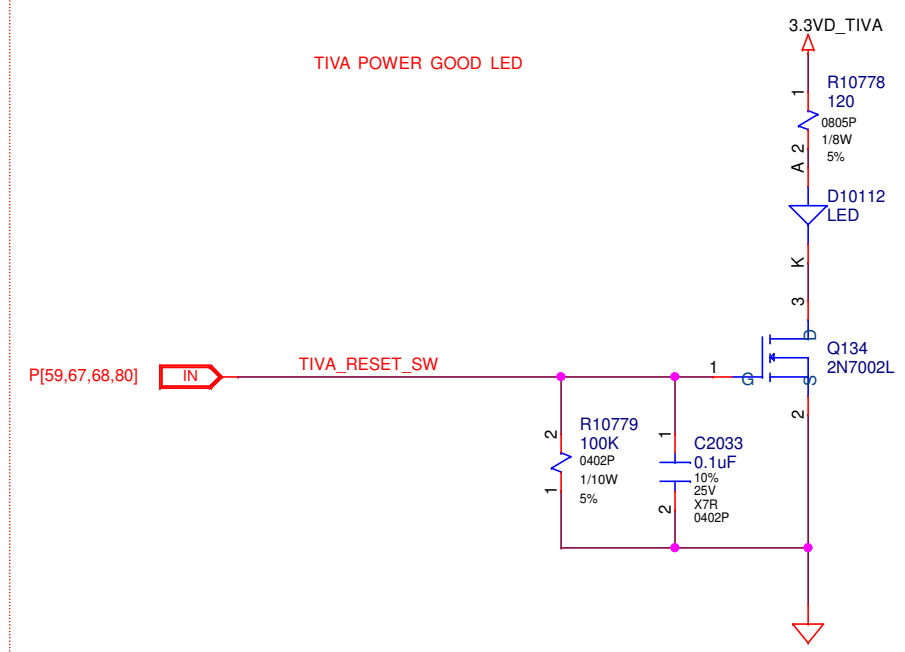 3.3VD_TIVA
TIVA POWER GOOD LED
1
R10778
120
0805P
1/8W
5%
2
A
D10112
LED
K
3
D
Q134
2N7002L
TIVA_RESET_SW
P[59,67,68,80]
IN
1
G
S
2
2
R10779
100K
0402P
1/10W
5%
1
1
C2033
0.1uF
10%
25V
X7R
0402P
2